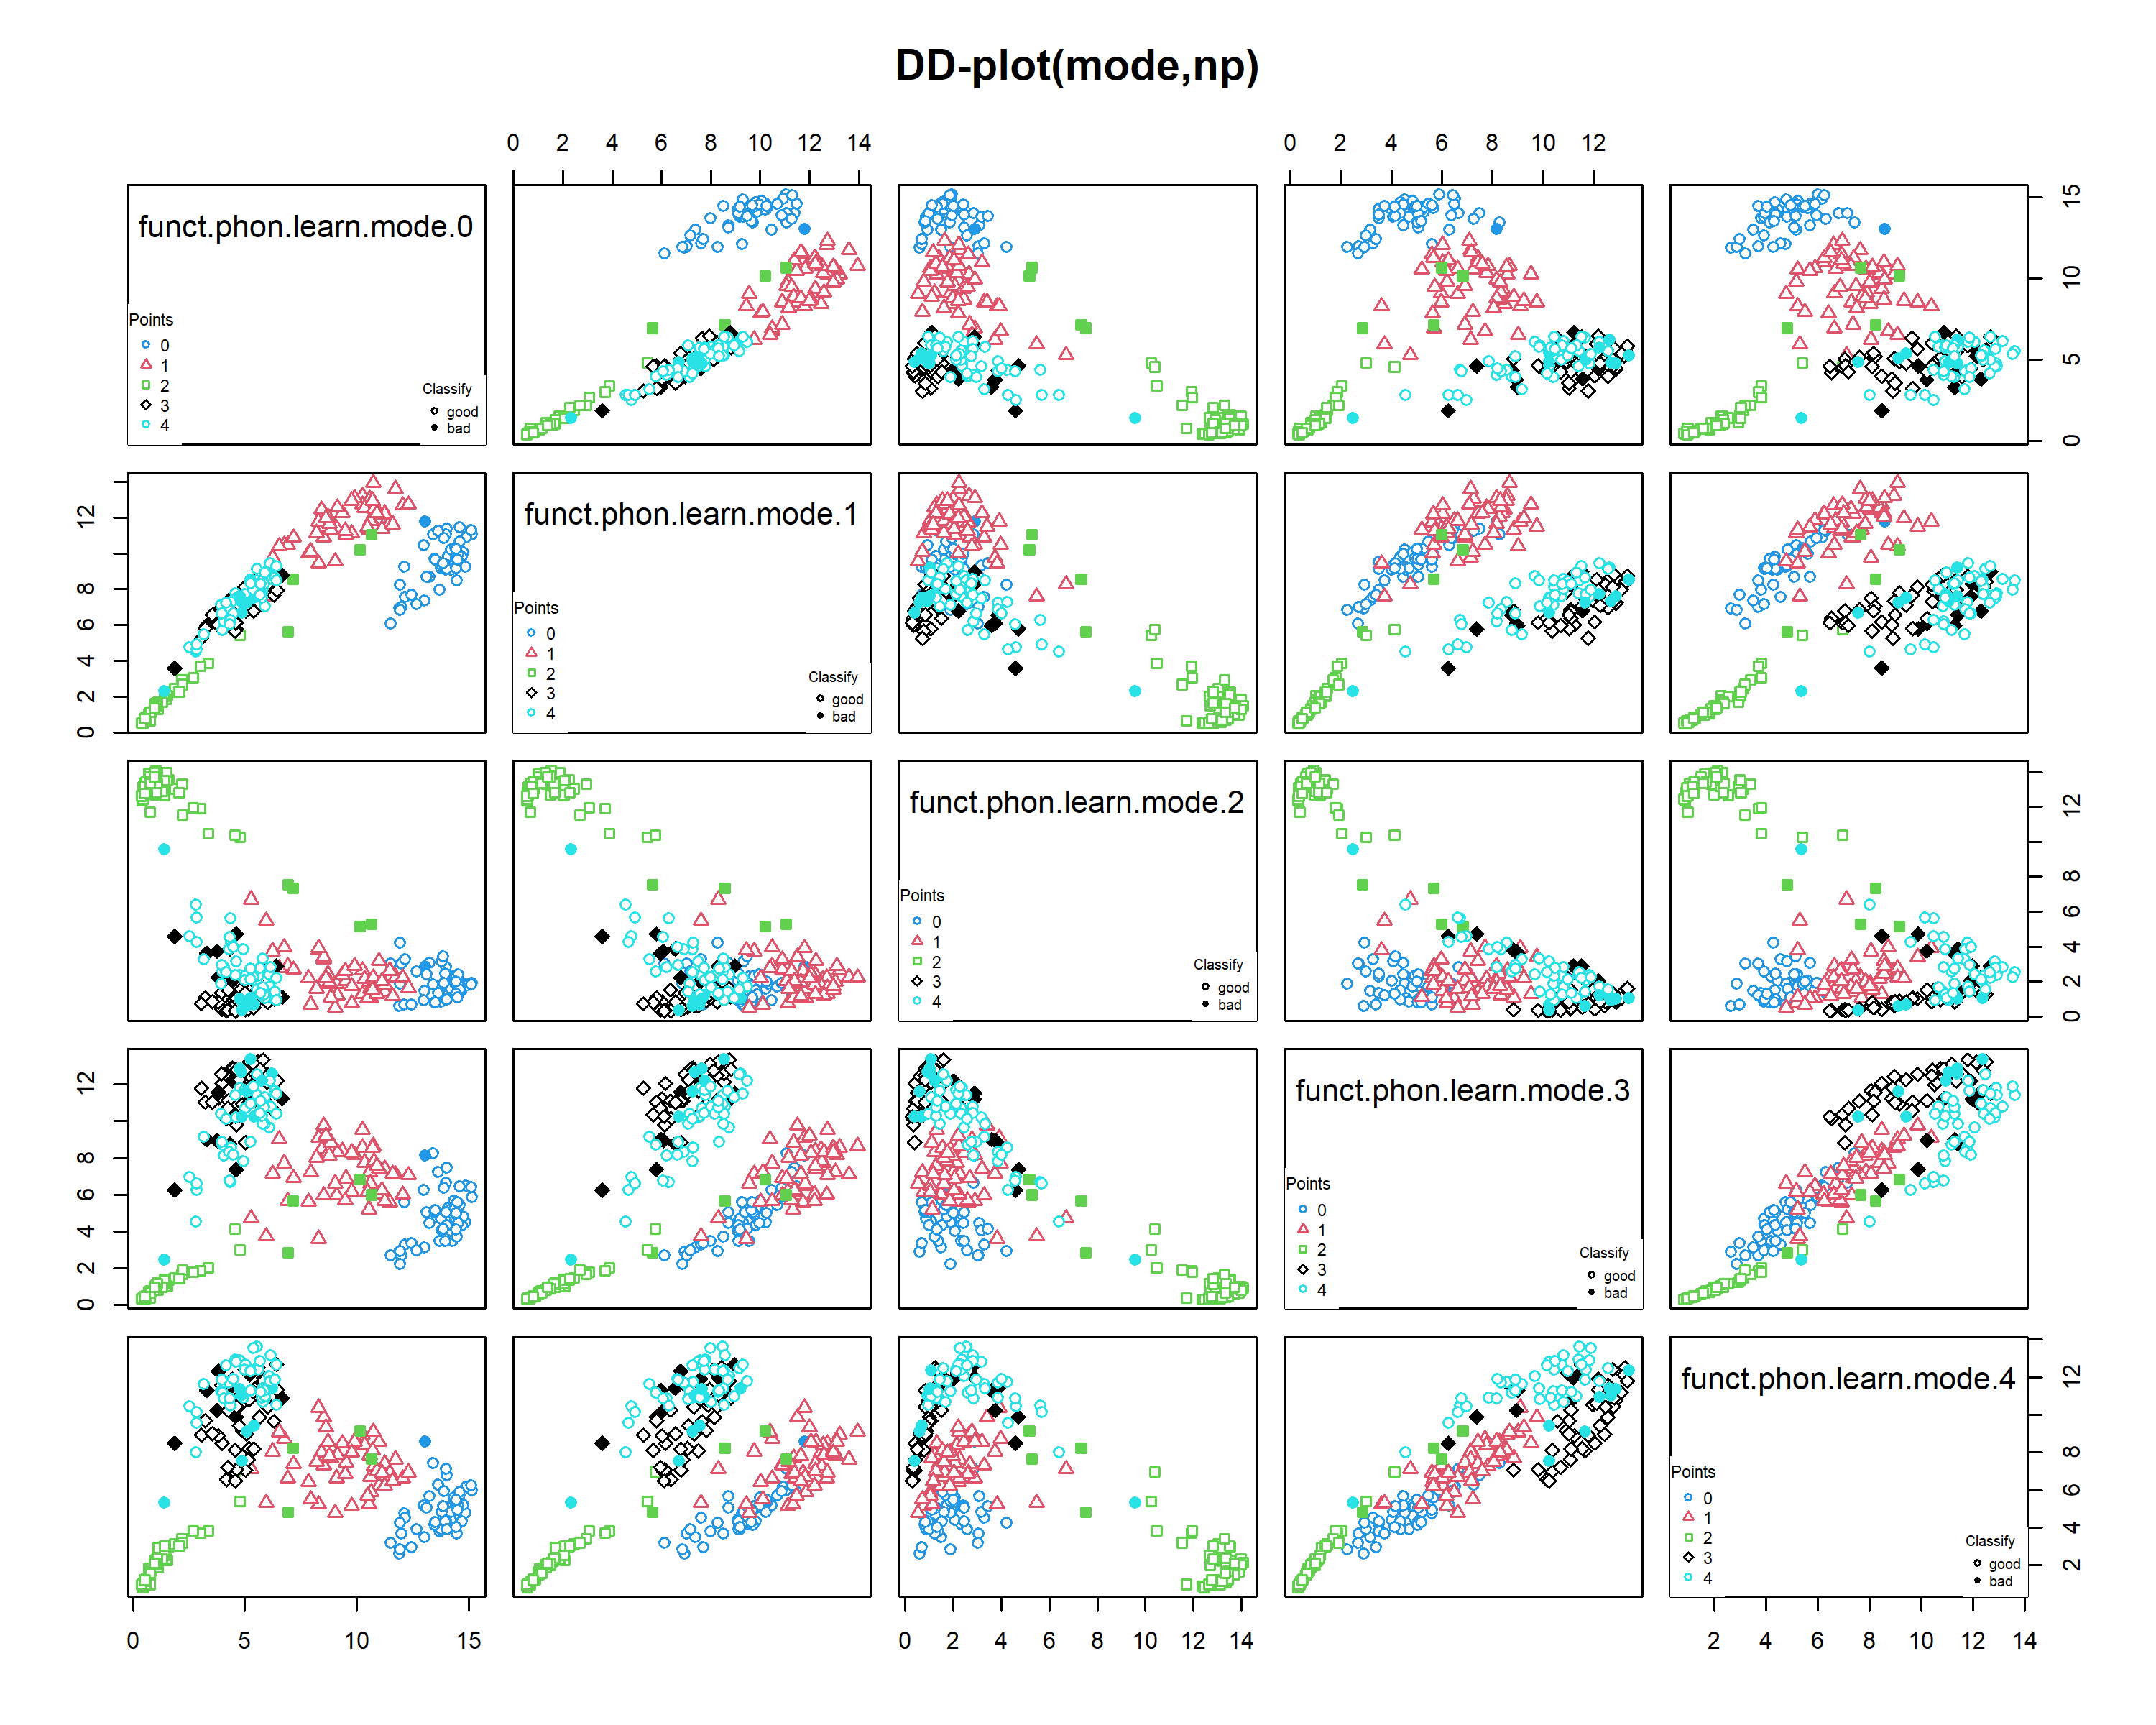 DD-plot(mode,np)
0 2 4 6 8 10 12 14
0 2 4 6 8 10 12
funct.phon.learn.mode.0
Points
0
1
2
3
4
Classify
good
bad
15
10
5
0
funct.phon.learn.mode.1
Points
0
1
2
3
4
Classify
good
bad
12
8
6
4
2
0
funct.phon.learn.mode.2
Points
0
1
2
3
4
Classify
good
bad
12
8
6
4
2
0
funct.phon.learn.mode.3
Points
0
1
2
3
4
Classify
good
bad
12
8
6
4
2
0
funct.phon.learn.mode.4
Points
0
1
2
3
4
Classify
good
bad
12
8
6
4
2
0 5 10 15
0 2 4 6 8 10 12 14
2 4 6 8 10 12 14